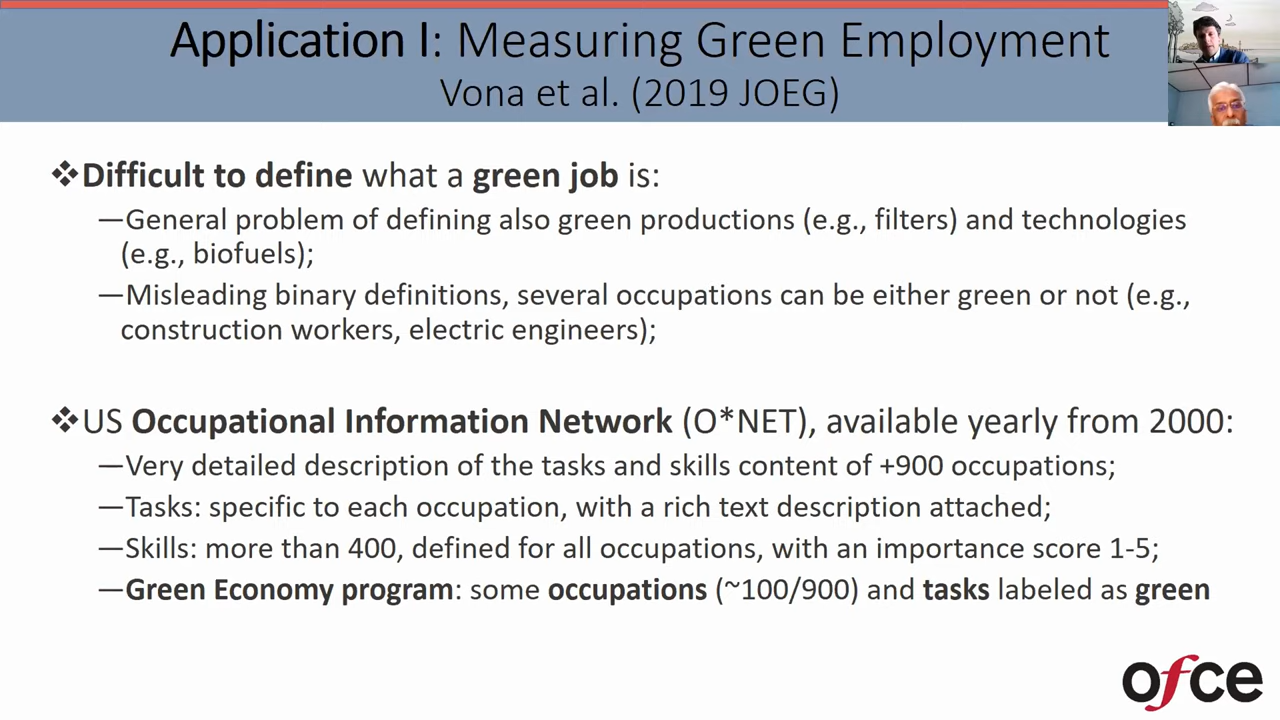 Application I: Measuring Green Employment
Vona et al. (2019 JOEG)
❖Difficult to define what a green job is:
—General problem of defining also green productions (e.g., filters) and technologies
(e.g., biofuels);
—Misleading binary definitions, several occupations can be either green or not (e.g.,
construction workers, electric engineers);
❖US Occupational Information Network (O*NET), available yearly from 2000:
—Very detailed description of the tasks and skills content of +900 occupations;
—Tasks: specific to each occupation, with a rich text description attached;
—Skills: more than 400, defined for all occupations, with an importance score 1-5;
—Green Economy program: some occupations (~100/900) and tasks labeled as green
ofce